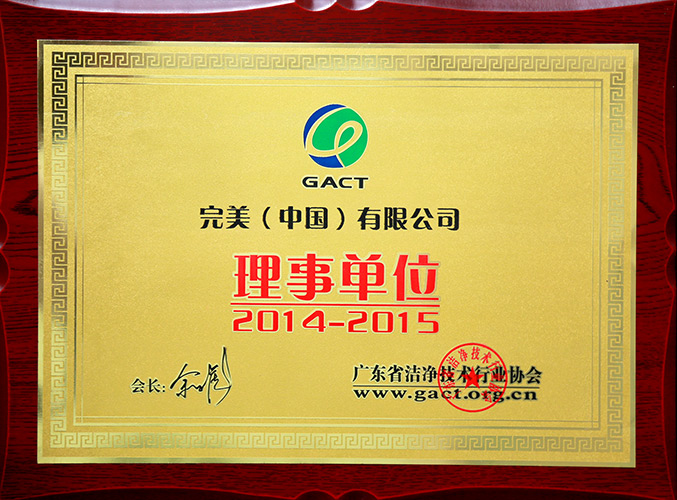 GACT
完美（中国）有限公司
理事单位
2014-2015
会长：
广东省洁净技术行业协会
www.gact.org.cn